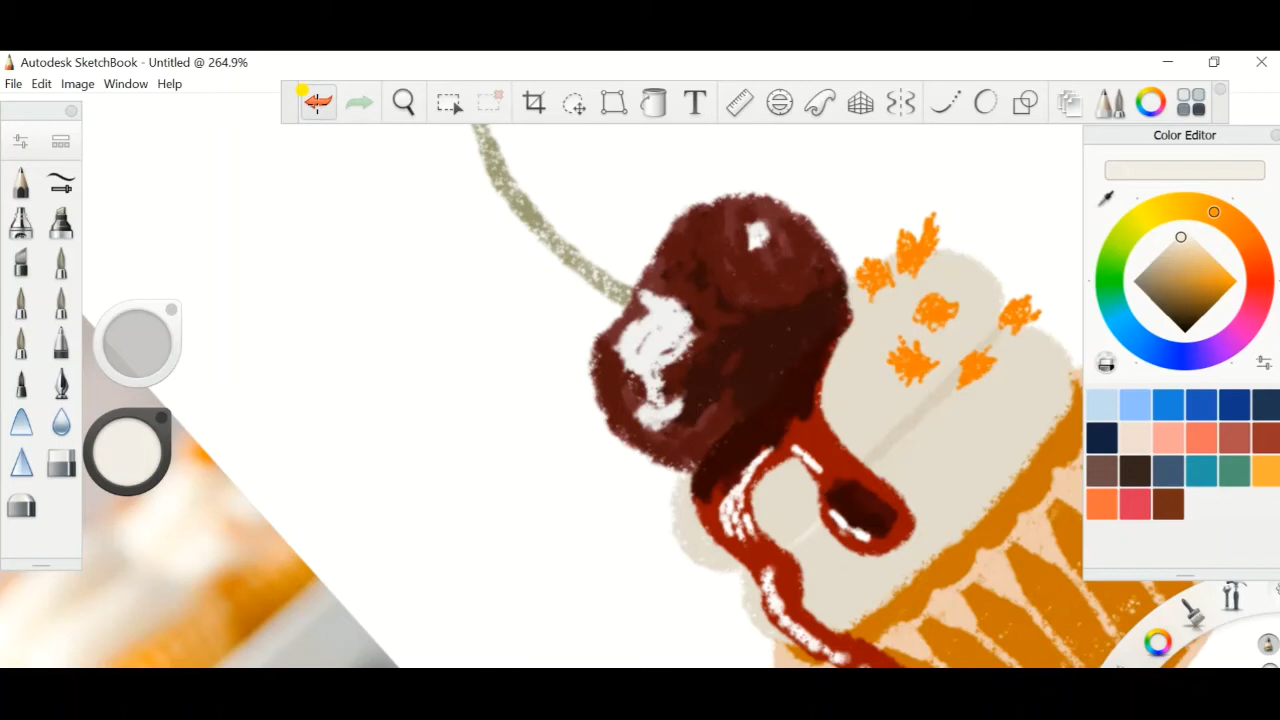 Autodesk SketchBook - Untitled @ 264.9%
File Edit Image Window Help
T
Color Editor